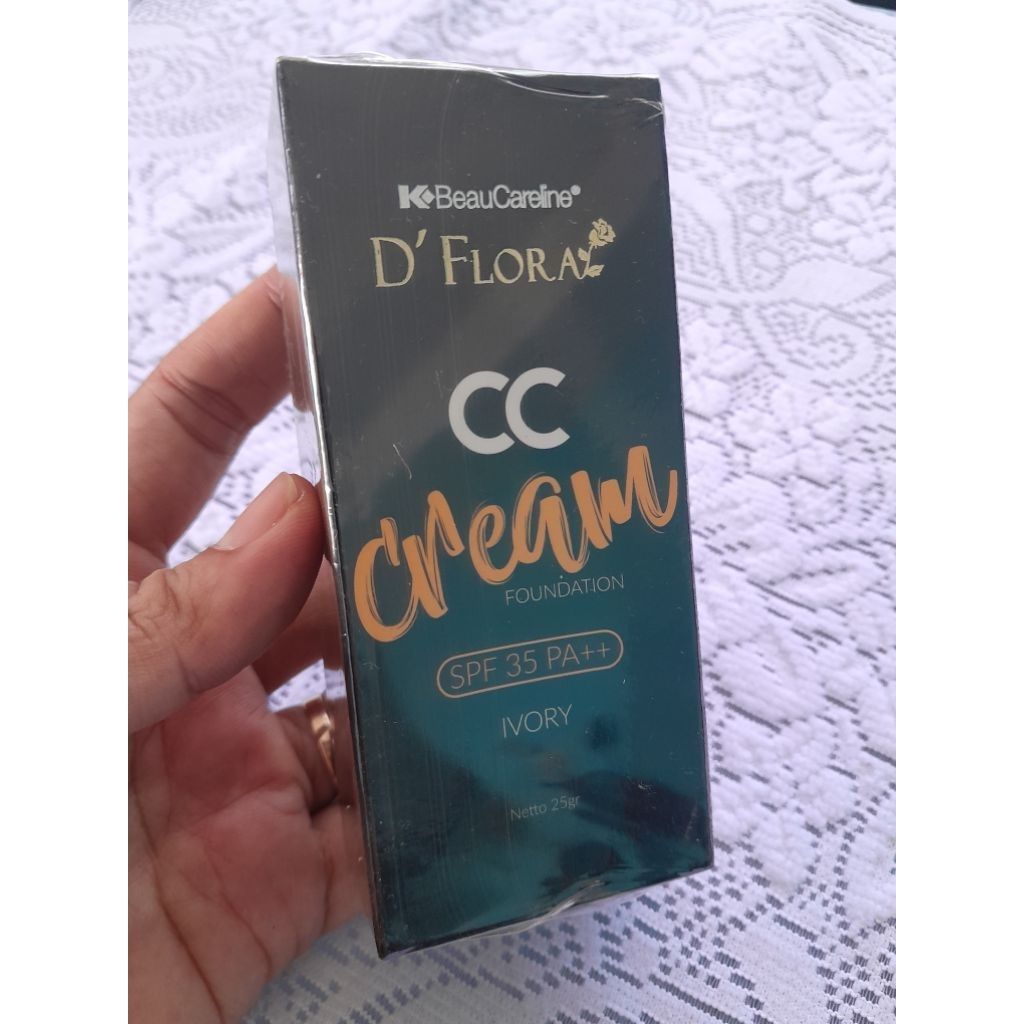 K BeauCareline®
D' FLORA
CC
cream
FOUNDATION
SPF 35 PA++
IVORY
Netto 25gr